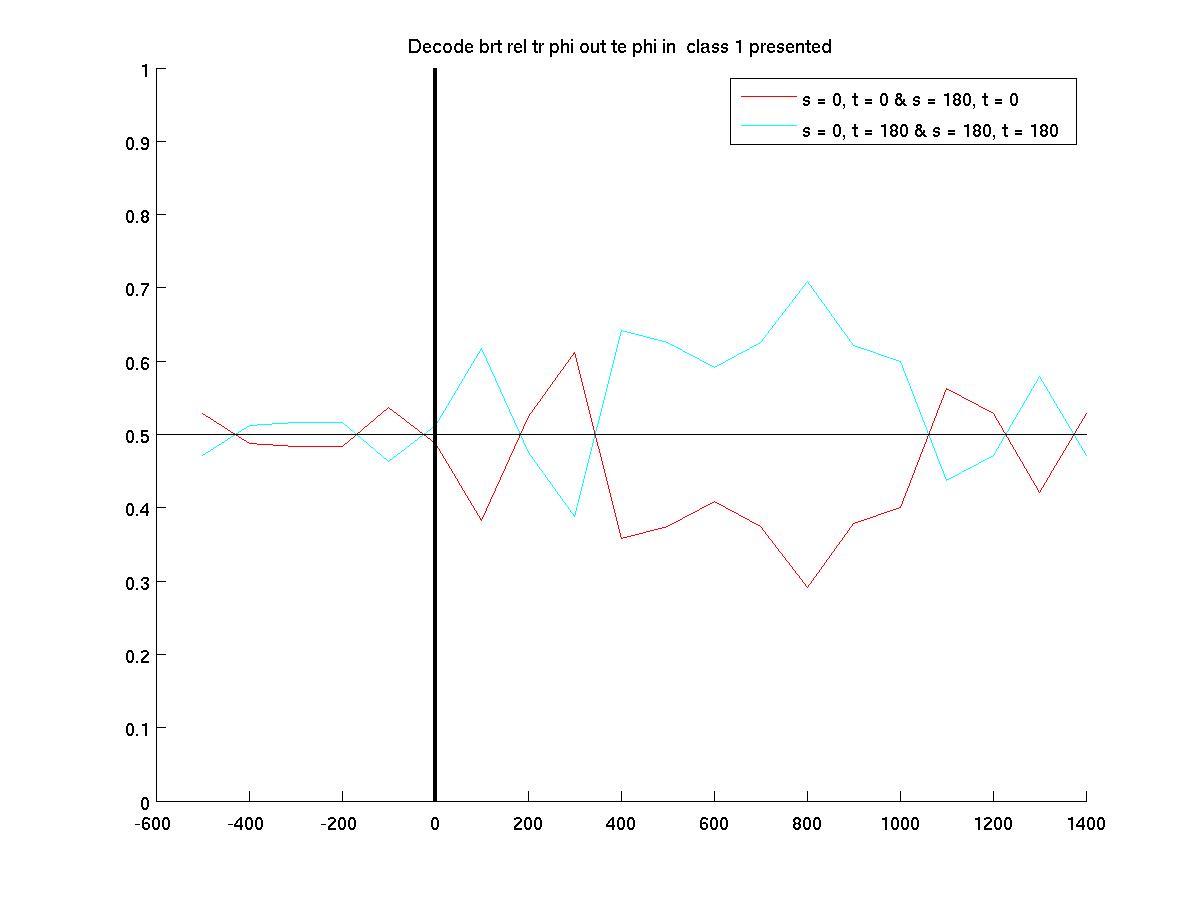 Decode brt rel tr phi out te phi in  class 1 presented
s = 0, t = 0 & s = 180, t = 0
s = 0, t = 180 & s = 180, t = 180
1
0.9
0.8
0.7
0.6
0.5
0.4
0.3
0.2
0.1
0
-600 -400 -200 0 200 400 600 800 1000 1200 1400